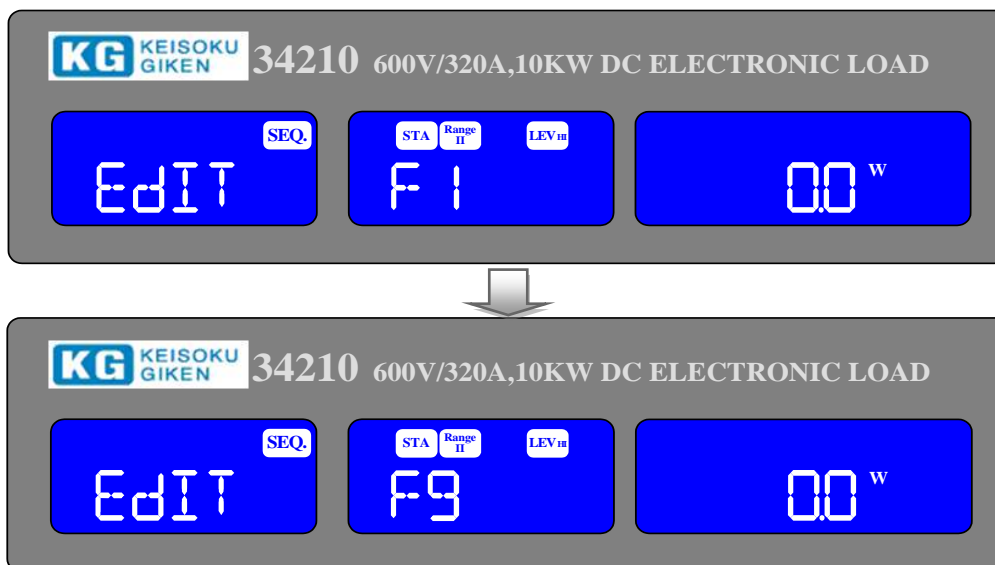 KG KEISOKU GIKEN 34210 600V/320A,10KW DC ELECTRONIC LOAD
SEQ. STA Range II LEV HI
EdIT F1 0.0 W
KG KEISOKU GIKEN 34210 600V/320A,10KW DC ELECTRONIC LOAD
SEQ. STA Range II LEV HI
EdIT F9 0.0 W